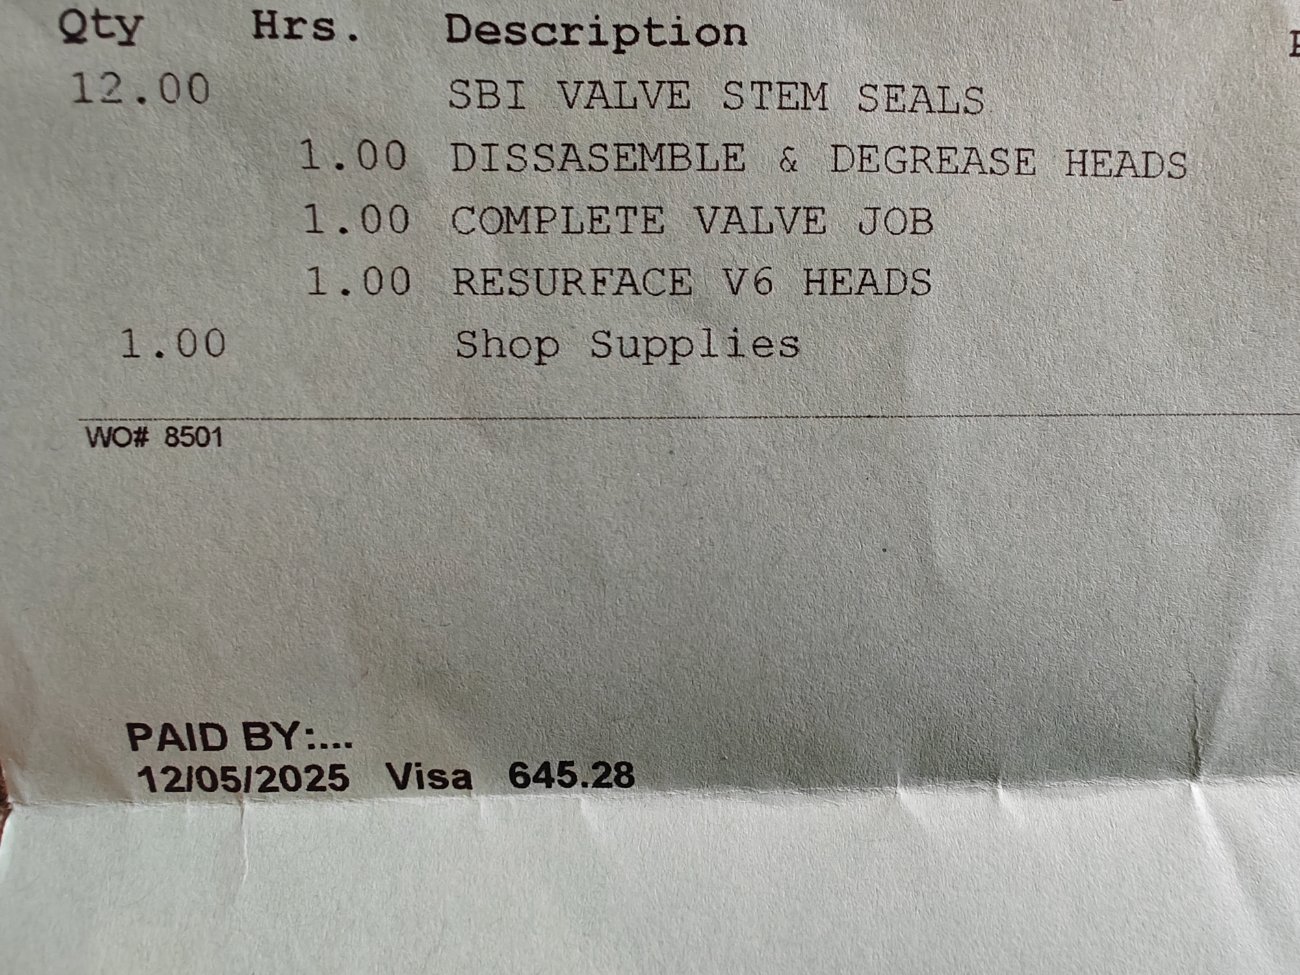 Qty Hrs. Description
12.00 SBI VALVE STEM SEALS
1.00 DISSASEMBLE & DEGREASE HEADS
1.00 COMPLETE VALVE JOB
1.00 RESURFACE V6 HEADS
1.00 Shop Supplies
WO# 8501
PAID BY:...
12/05/2025 Visa 645.28